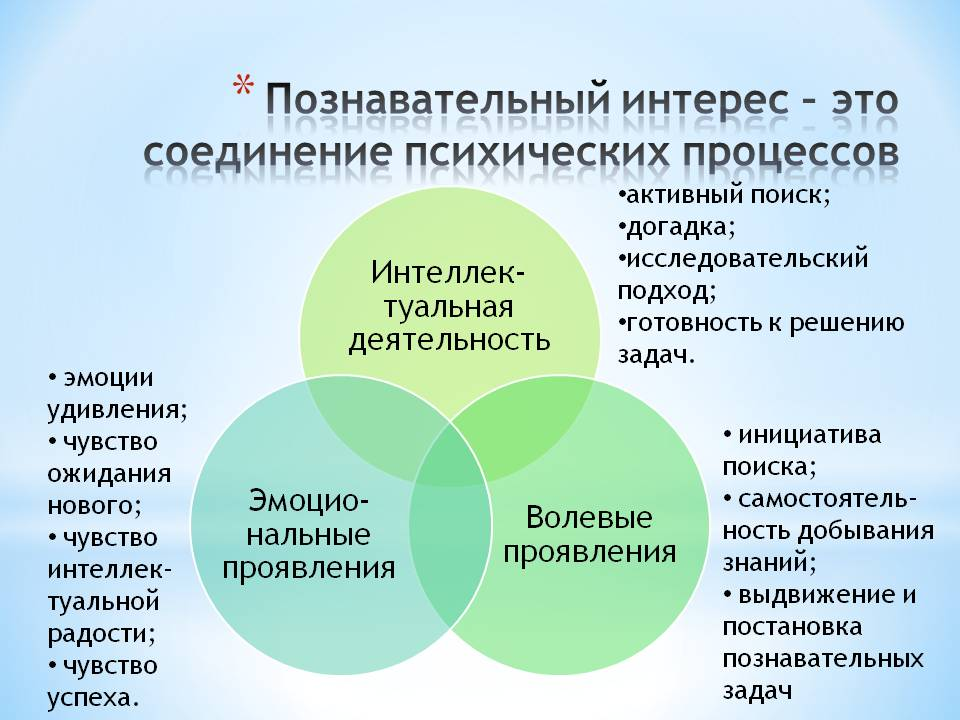 * Познавательный интерес – это
соединение психических процессов
Интеллек-
туальная
деятельность
•активный поиск;
•догадка;
•исследовательский
подход;
•готовность к решению
задач.
Эмоцио-
нальные
проявления
• эмоции
удивления;
• чувство
ожидания
нового;
• чувство
интеллек-
туальной
радости;
• чувство
успеха.
Волевые
проявления
• инициатива
поиска;
• самостоятель-
ность добывания
знаний;
• выдвижение и
постановка
познавательных
задач